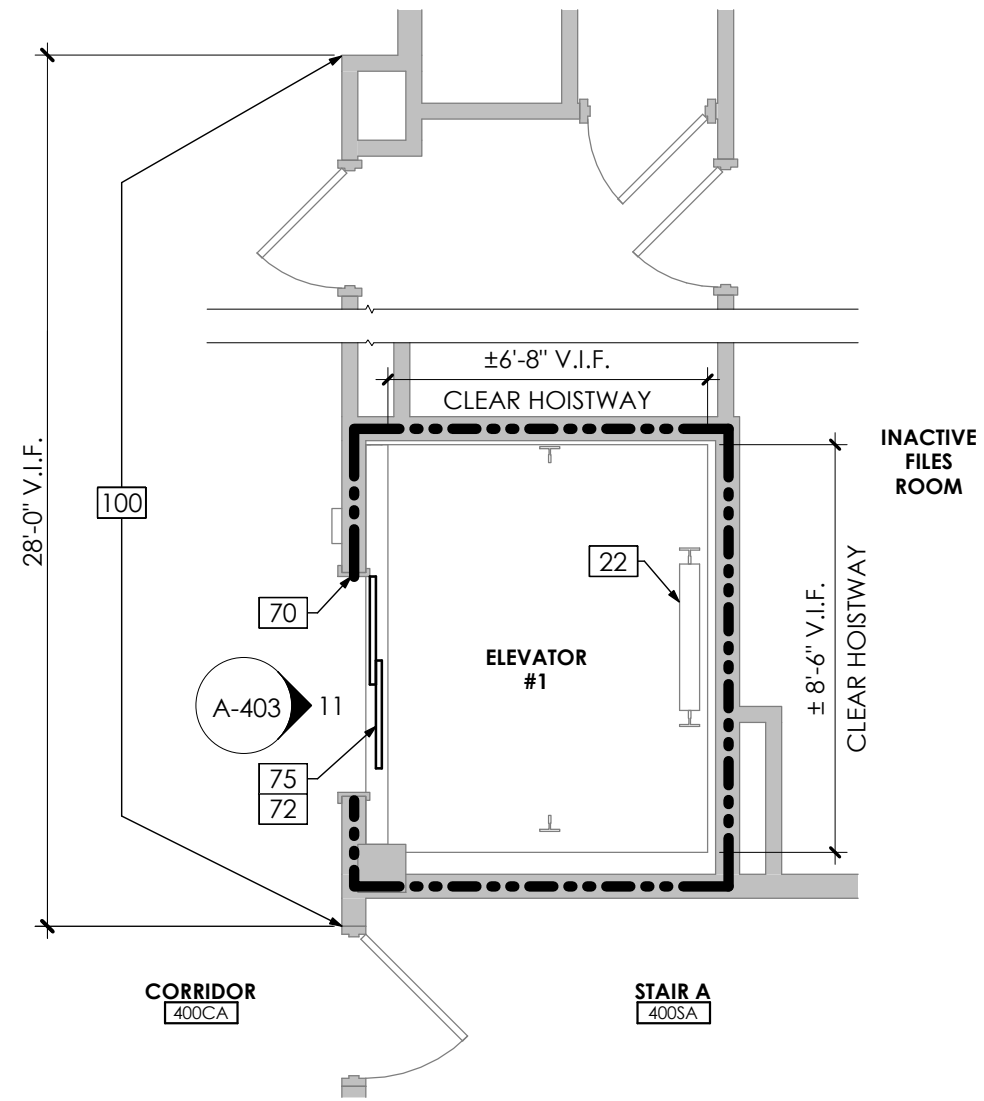 ±6'-8" V.I.F.
CLEAR HOISTWAY
INACTIVE
FILES
ROOM
28'-0" V.I.F.
100
22
70
ELEVATOR
#1
± 8'-6" V.I.F.
CLEAR HOISTWAY
A-403
11
75
72
CORRIDOR
400CA
STAIR A
400SA